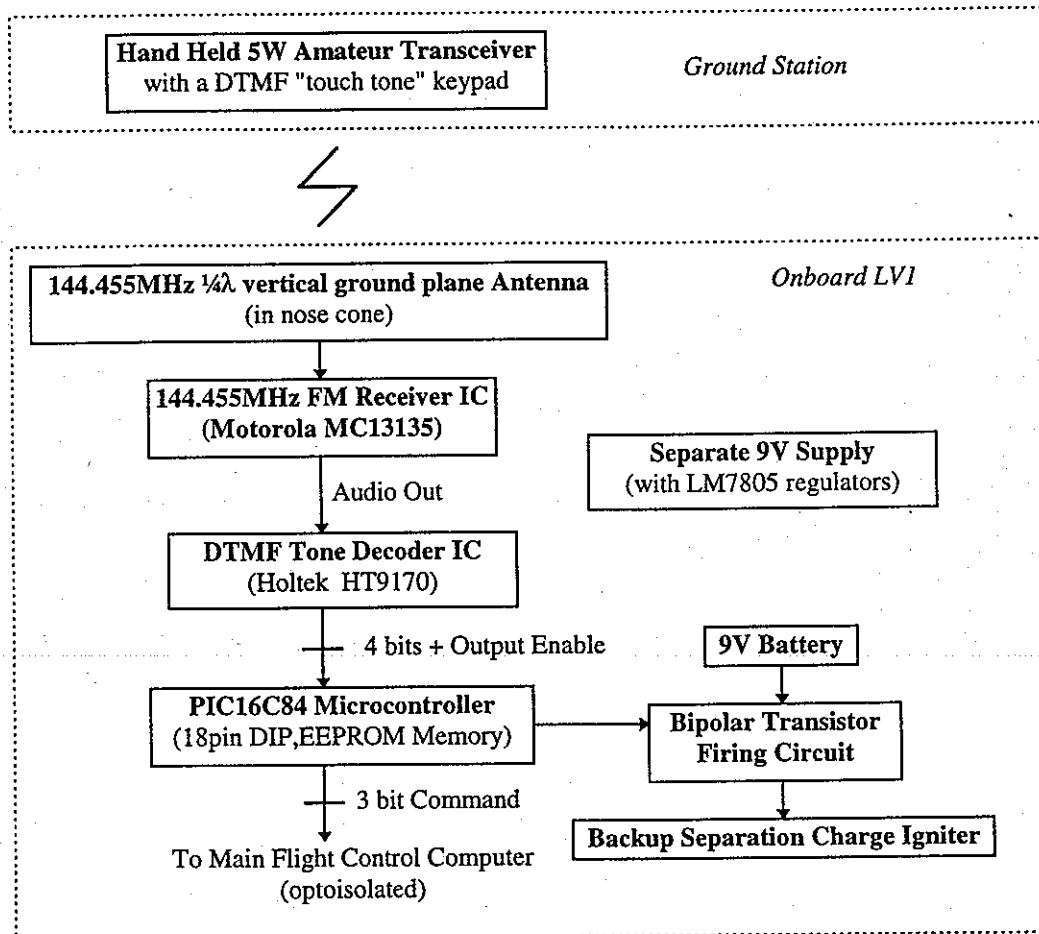 Hand Held 5W Amateur Transceiver
with a DTMF "touch tone" keypad
Ground Station
144.455MHz ¼λ vertical ground plane Antenna
(in nose cone)
Onboard LV1
144.455MHz FM Receiver IC
(Motorola MC13135)
Separate 9V Supply
(with LM7805 regulators)
Audio Out
DTMF Tone Decoder IC
(Holtek HT9170)
4 bits + Output Enable
9V Battery
PIC16C84 Microcontroller
(18pin DIP,EEPROM Memory)
Bipolar Transistor
Firing Circuit
3 bit Command
Backup Separation Charge Igniter
To Main Flight Control Computer
(optoisolated)